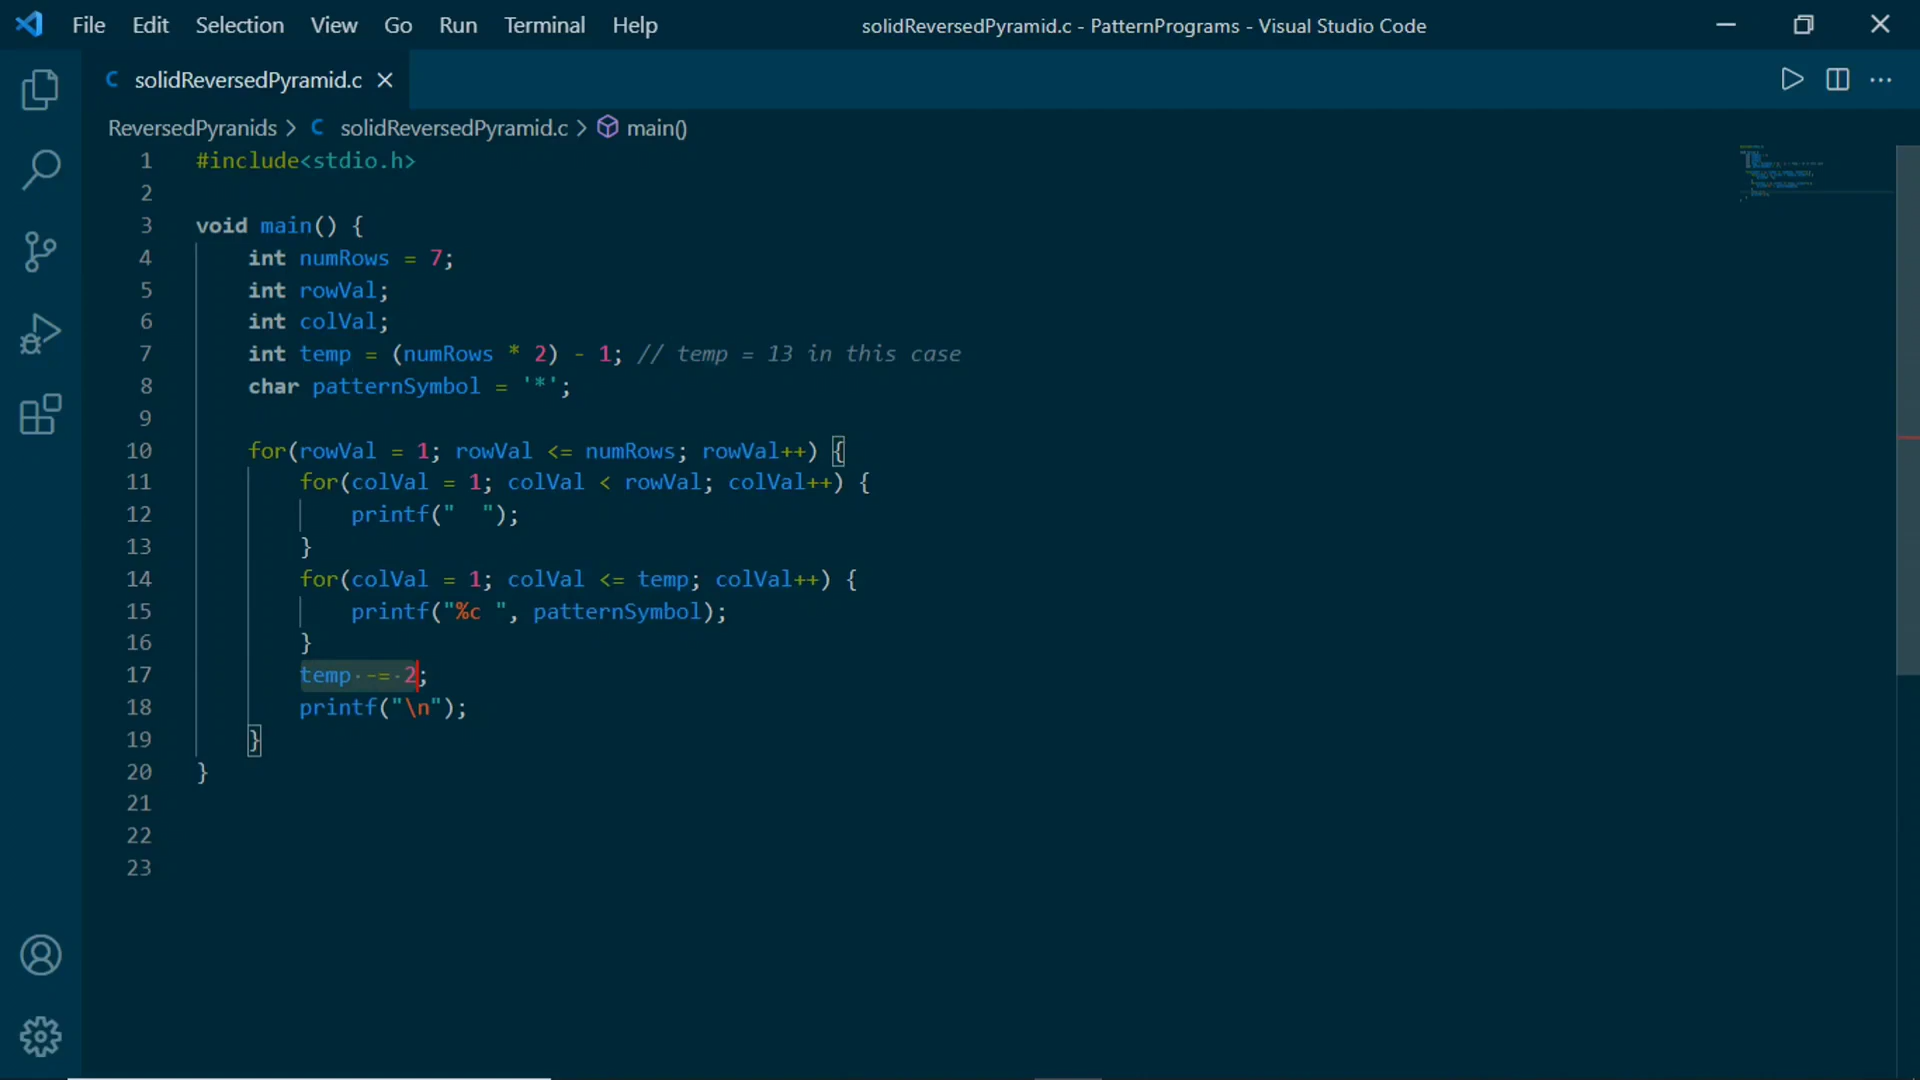 File Edit Selection View Go Run Terminal Help solidReversedPyramid.c - PatternPrograms - Visual Studio Code
C solidReversedPyramid.c
ReversedPyranids > C solidReversedPyramid.c > main()
1 #include<stdio.h>
2
3 void main() {
4 int numRows = 7;
5 int rowVal;
6 int colVal;
7 int temp = (numRows * 2) - 1; // temp = 13 in this case
8 char patternSymbol = '*';
9
10 for(rowVal = 1; rowVal <= numRows; rowVal++) {
11 for(colVal = 1; colVal < rowVal; colVal++) {
12 printf("  ");
13 }
14 for(colVal = 1; colVal <= temp; colVal++) {
15 printf("%c ", patternSymbol);
16 }
17 temp -= 2;
18 printf("\n");
19 }
20 }
21
22
23